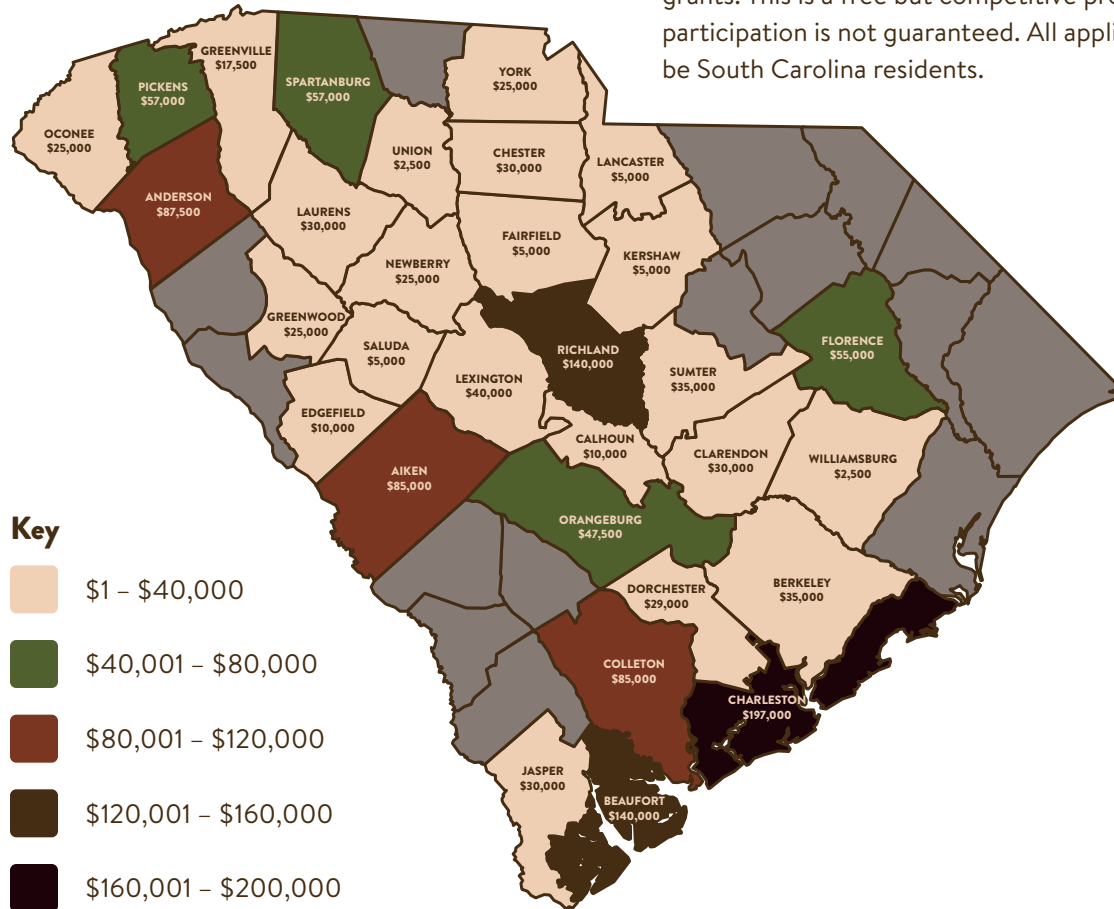 grants. This is a free but competitive pro
participation is not guaranteed. All appli
be South Carolina residents.
GREENVILLE
$17,500
PICKENS
$57,000
SPARTANBURG
$57,000
YORK
$25,000
OCONEE
$25,000
UNION
$2,500
CHESTER
$30,000
LANCASTER
$5,000
ANDERSON
$87,500
LAURENS
$30,000
FAIRFIELD
$5,000
KERSHAW
$5,000
NEWBERRY
$25,000
GREENWOOD
$25,000
SALUDA
$5,000
RICHLAND
$140,000
FLORENCE
$55,000
LEXINGTON
$40,000
SUMTER
$35,000
EDGEFIELD
$10,000
CALHOUN
$10,000
CLARENDON
$30,000
WILLIAMSBURG
$2,500
AIKEN
$85,000
ORANGEBURG
$47,500
DORCHESTER
$29,000
BERKELEY
$35,000
COLLETON
$85,000
CHARLESTON
$197,000
JASPER
$30,000
BEAUFORT
$140,000
Key
$1 – $40,000
$40,001 – $80,000
$80,001 – $120,000
$120,001 – $160,000
$160,001 – $200,000